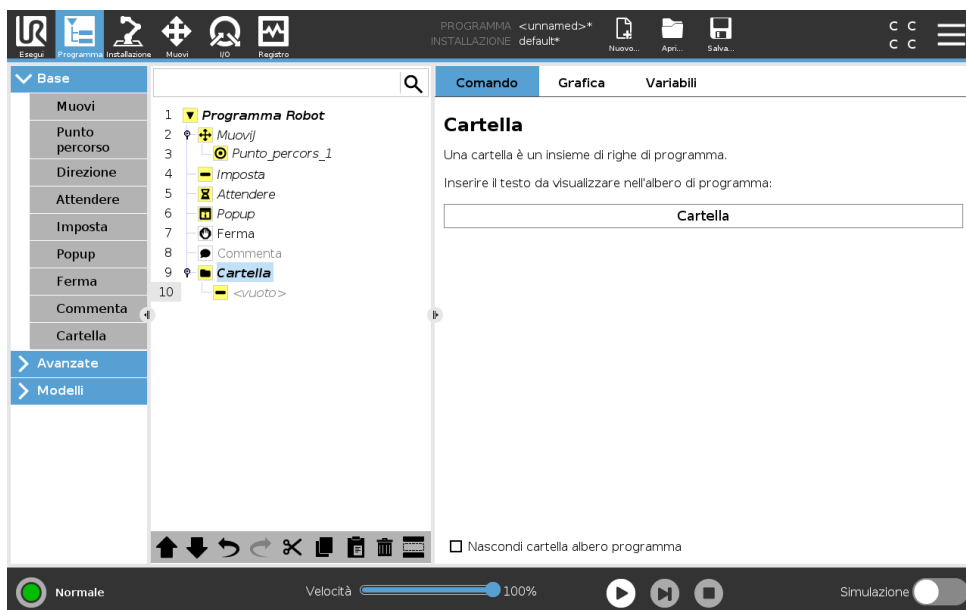 UR
Esegui
Programma
Installazione
Muovi
I/O
Registro
PROGRAMMA <unnamed>*
INSTALLAZIONE default*
Nuovo...
Apri...
Salva...
C C
C C
Base
Muovi
Punto
percorso
Direzione
Attendere
Imposta
Popup
Ferma
Commenta
Cartella
Avanzate
Modelli
1 Programma Robot
2 MuoviJ
3 Punto_percors_1
4 Imposta
5 Attendere
6 Popup
7 Ferma
8 Commenta
9 Cartella
10 <vuoto>
Comando Grafica Variabili
Cartella
Una cartella è un insieme di righe di programma.
Inserire il testo da visualizzare nell'albero di programma:
Cartella
Nascondi cartella albero programma
Normale
Velocità 100%
Simulazione